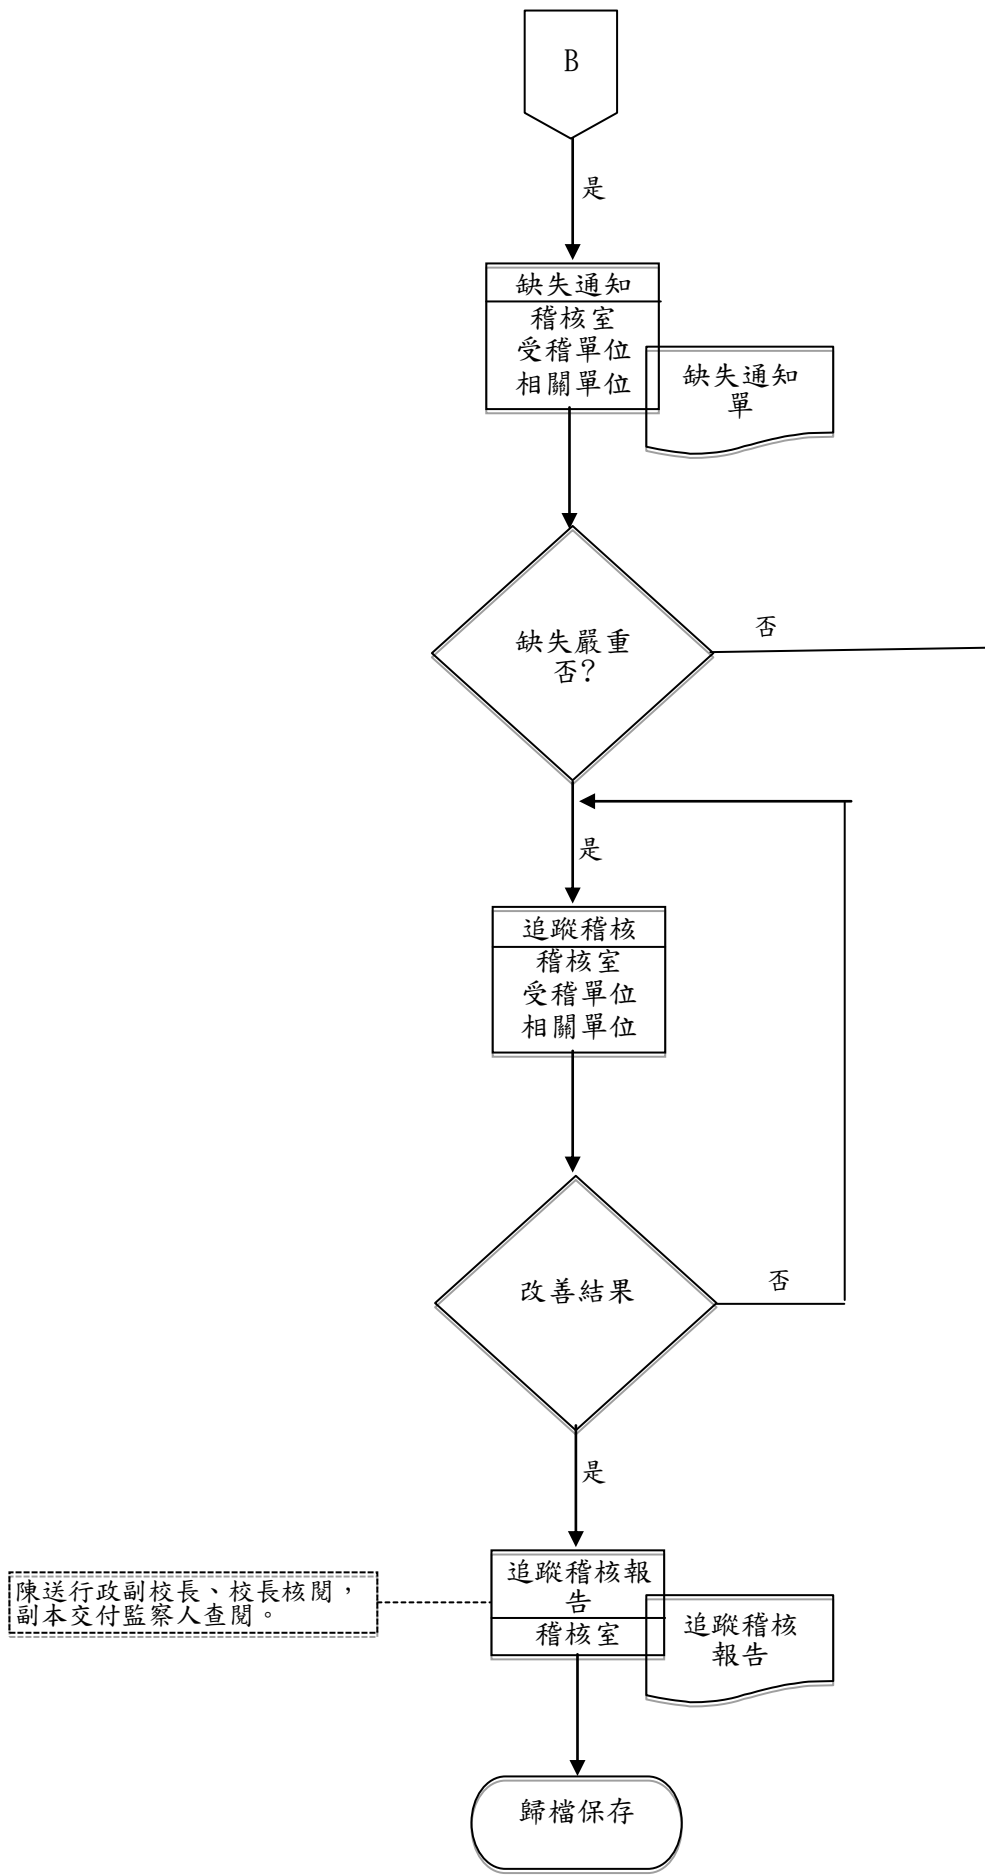 B
是
缺失通知
稽核室
受稽單位
相關單位
缺失通知
單
缺失嚴重
否?
否
是
追蹤稽核
稽核室
受稽單位
相關單位
改善結果
否
是
追蹤稽核報
告
稽核室
陳送行政副校長、校長核閱，
副本交付監察人查閱。
追蹤稽核
報告
歸檔保存